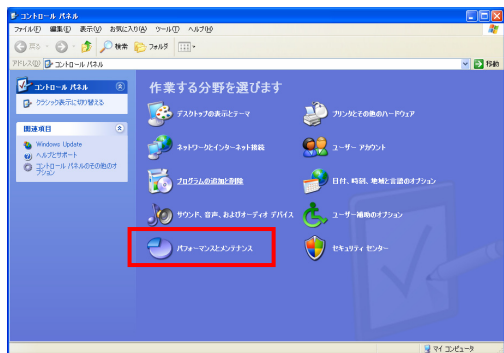 コントロール パネル
ファイル(F) 編集(E) 表示(V) お気に入り(A) ツール(T) ヘルプ(H)
戻る 検索 フォルダ
アドレス(D) コントロール パネル 移動
コントロール パネル
クラシック表示に切り替える
関連項目
Windows Update
ヘルプとサポート
コントロール パネルのその他のオプション
作業する分野を選びます
デスクトップの表示とテーマ
プリンタとその他のハードウェア
ネットワークとインターネット接続
ユーザー アカウント
プログラムの追加と削除
日付、時刻、地域と言語のオプション
サウンド、音声、およびオーディオ デバイス
ユーザー補助のオプション
パフォーマンスとメンテナンス
セキュリティ センター
マイ コンピュータ